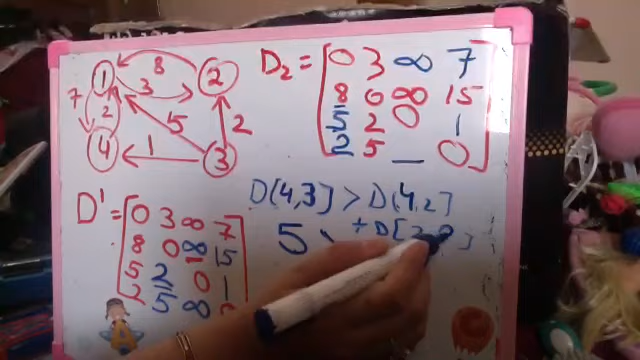 1 8 2
7 2 3
5
4 1 3 2
D₂ = [0 3 ∞ 7
8 0 ∞ 15
5 2 0 1
2 5 _ 0]
D[4,3] > D[4,2]
+ D[
5
D¹ = [0 3 ∞ 7
8 0 ∞ 15
5 2 0 1
2 5 ∞
A